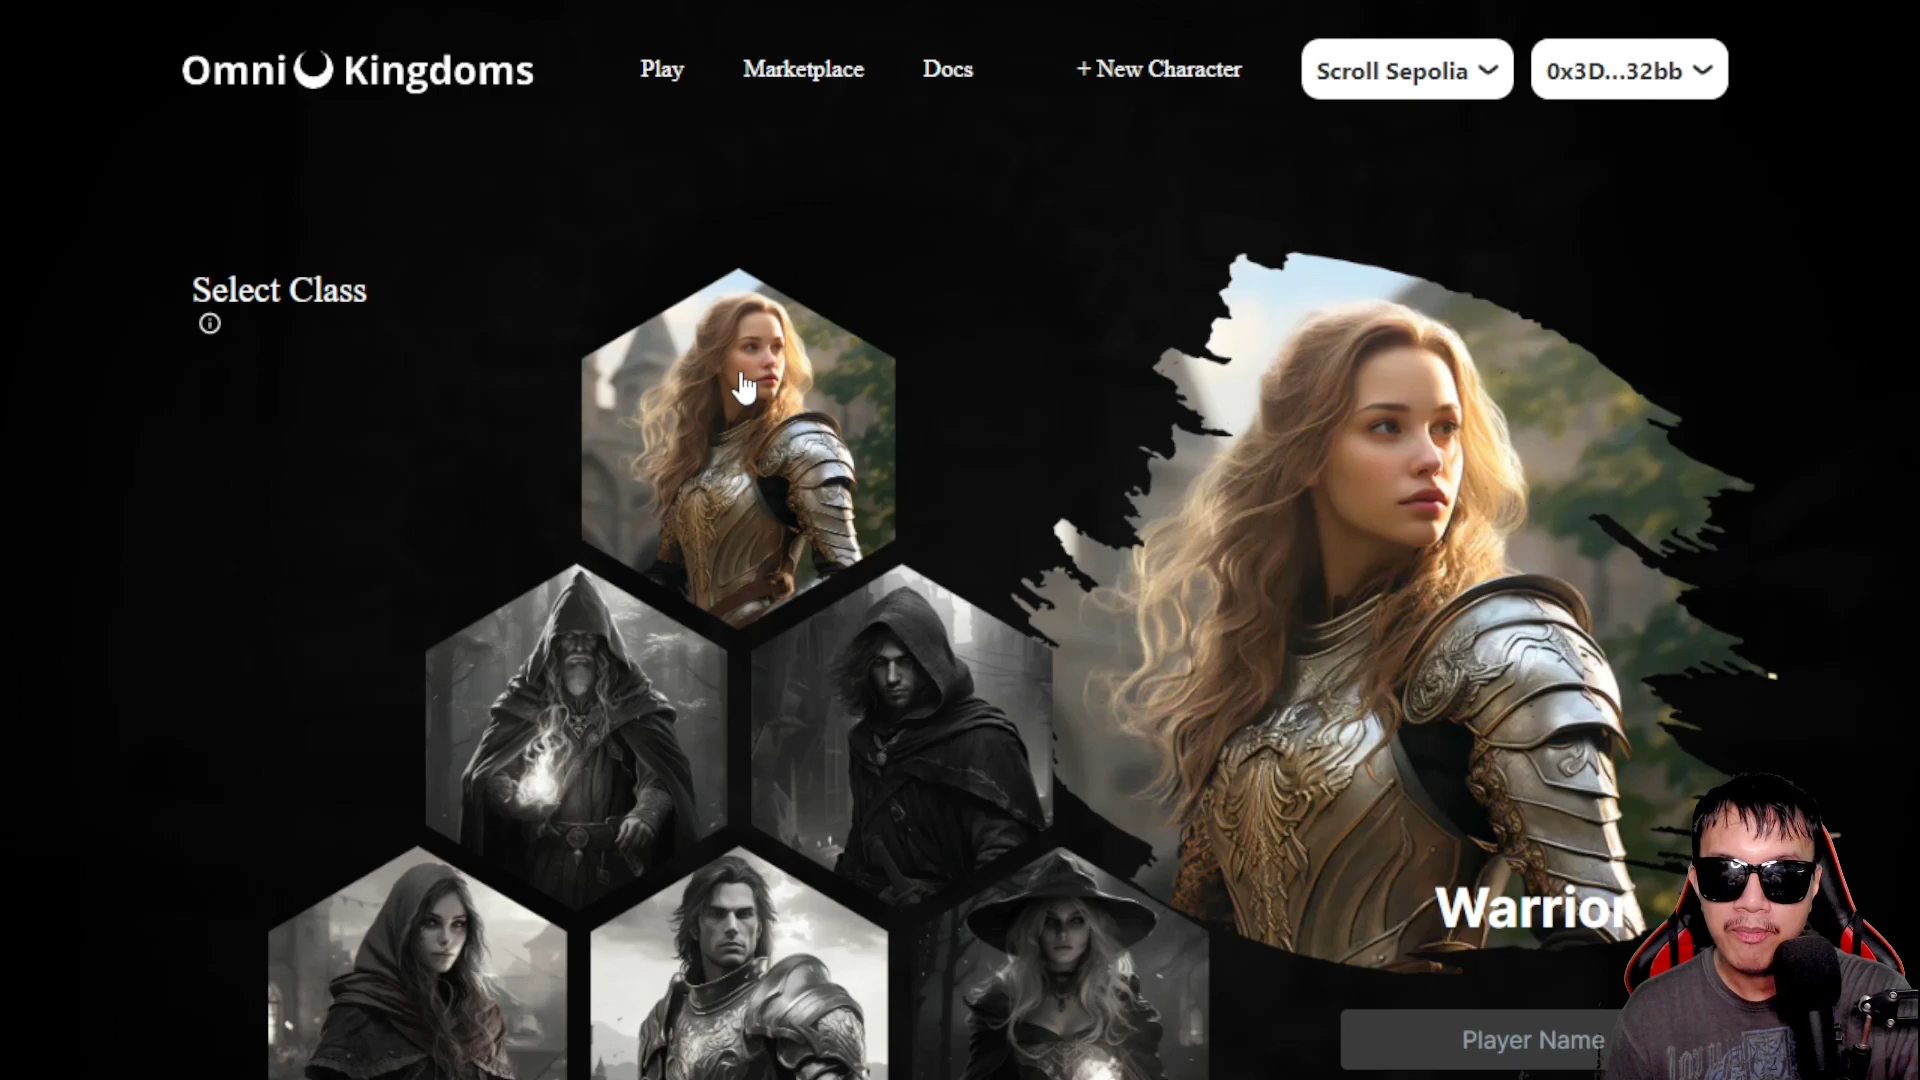 Omni Kingdoms
Play
Marketplace
Docs
+ New Character
Scroll Sepolia
0x3D...32bb
Select Class
Warrior
Player Name